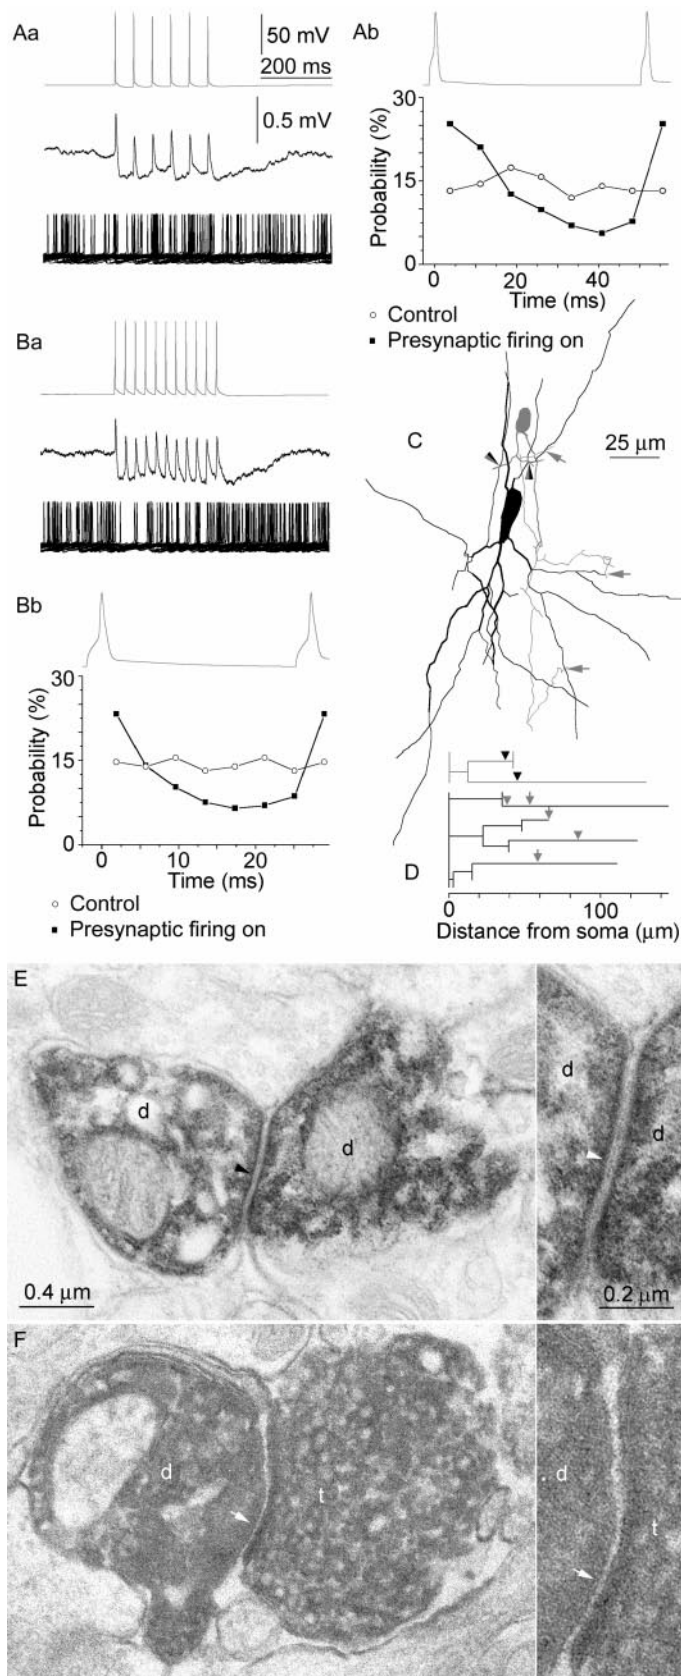 Aa
50 mV
200 ms
0.5 mV
Ab
30
15
0
Probability (%)
0 20 40
Time (ms)
Control
Presynaptic firing on
Ba
C
25 μm
Bb
30
15
0
Probability (%)
0 10 20
Time (ms)
Control
Presynaptic firing on
D
0 100
Distance from soma (μm)
E
d
d
0.4 μm
d
d
0.2 μm
F
d
t
d
t